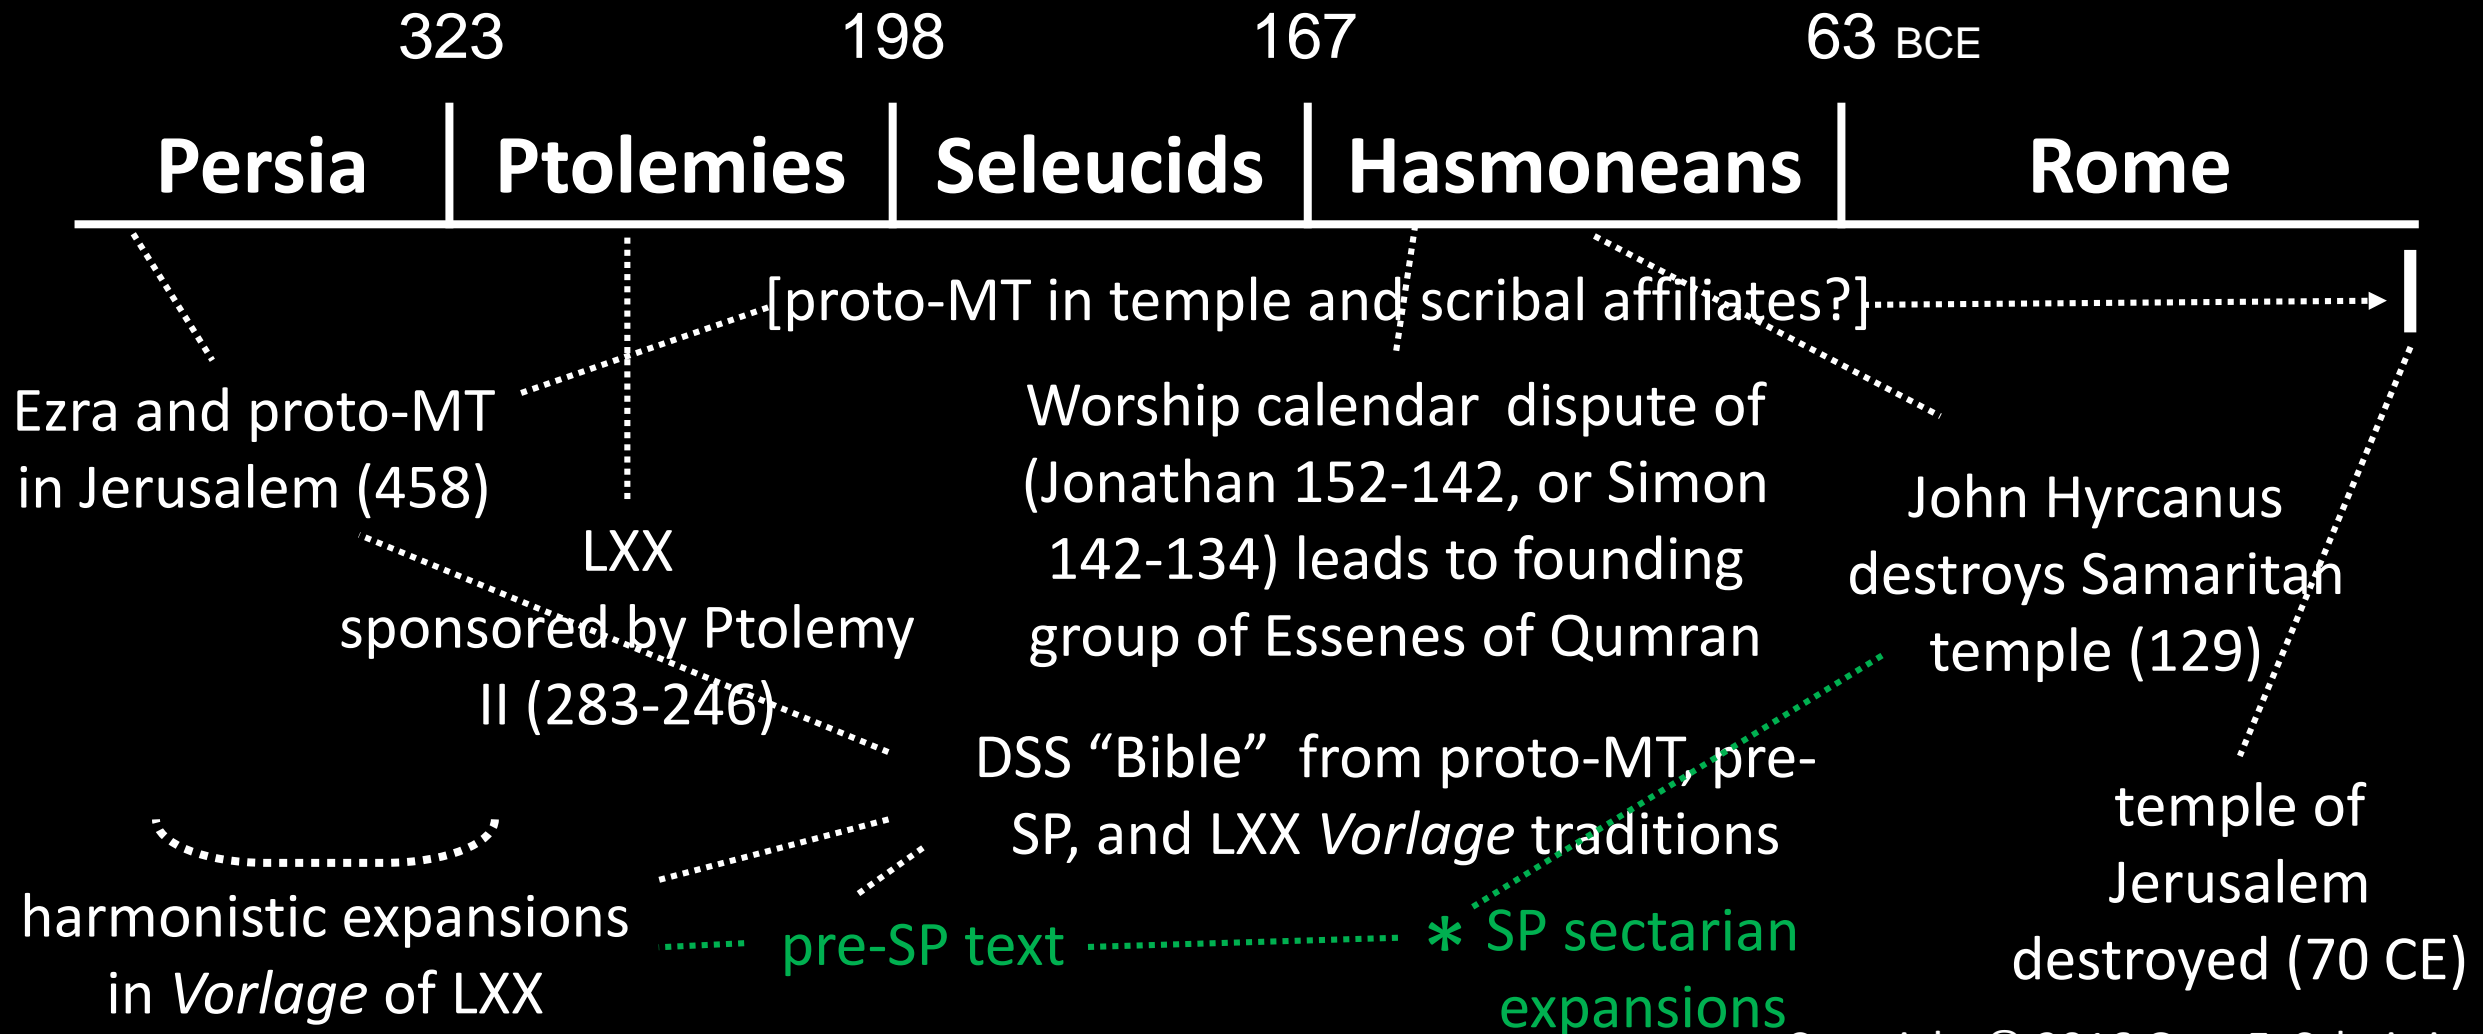 323 198 167 63 BCE
Persia Ptolemies Seleucids Hasmoneans Rome
[proto-MT in temple and scribal affiliates?]
Ezra and proto-MT
in Jerusalem (458)
LXX
sponsored by Ptolemy
II (283-246)
Worship calendar dispute of
(Jonathan 152-142, or Simon
142-134) leads to founding
group of Essenes of Qumran
John Hyrcanus
destroys Samaritan
temple (129)
DSS “Bible” from proto-MT, pre-
SP, and LXX Vorlage traditions
harmonistic expansions
in Vorlage of LXX
pre-SP text
* SP sectarian
expansions
temple of
Jerusalem
destroyed (70 CE)